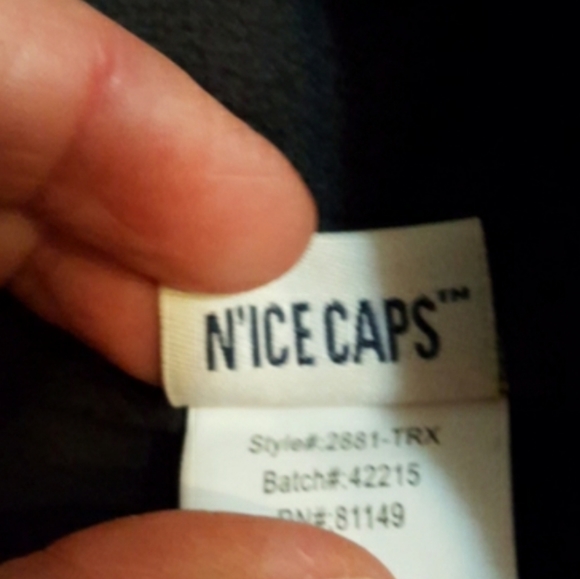 N'ICE CAPS™
Style#:2881-TRX
Batch#:42215
RN#:81149